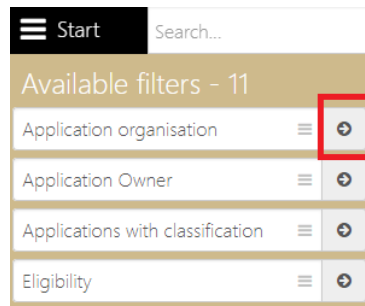 Start
Search...
Available filters - 11
Application organisation
Application Owner
Applications with classification
Eligibility